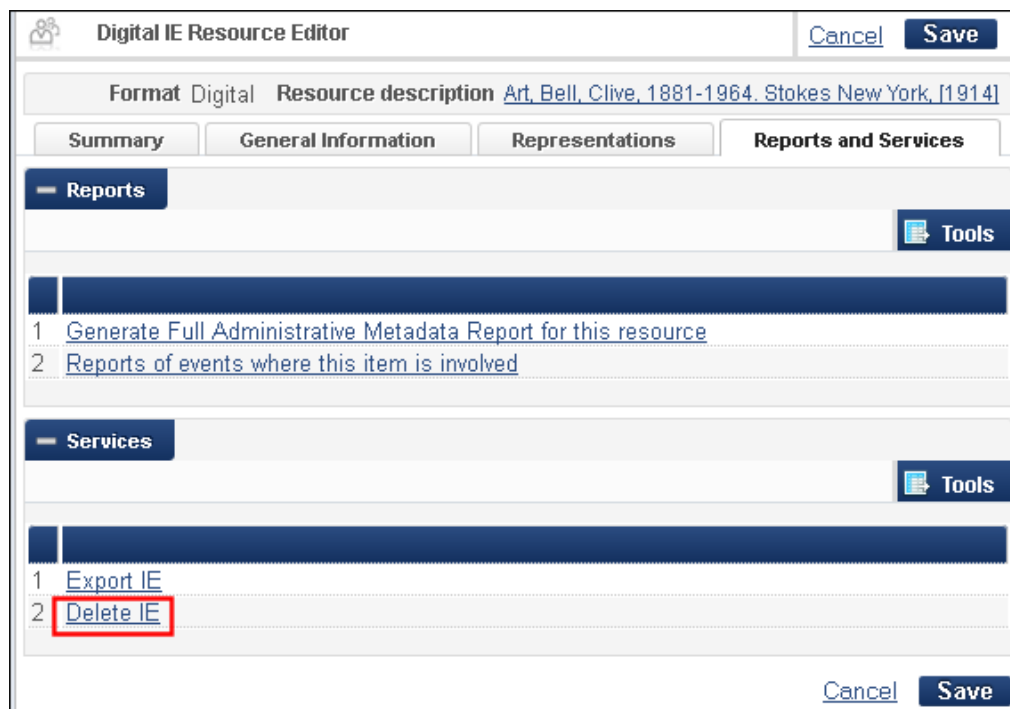 Digital IE Resource Editor Cancel Save
Format Digital Resource description Art, Bell, Clive, 1881-1964. Stokes New York, [1914]
Summary General Information Representations Reports and Services
Reports
Tools
1 Generate Full Administrative Metadata Report for this resource
2 Reports of events where this item is involved
Services
Tools
1 Export IE
2 Delete IE
Cancel Save